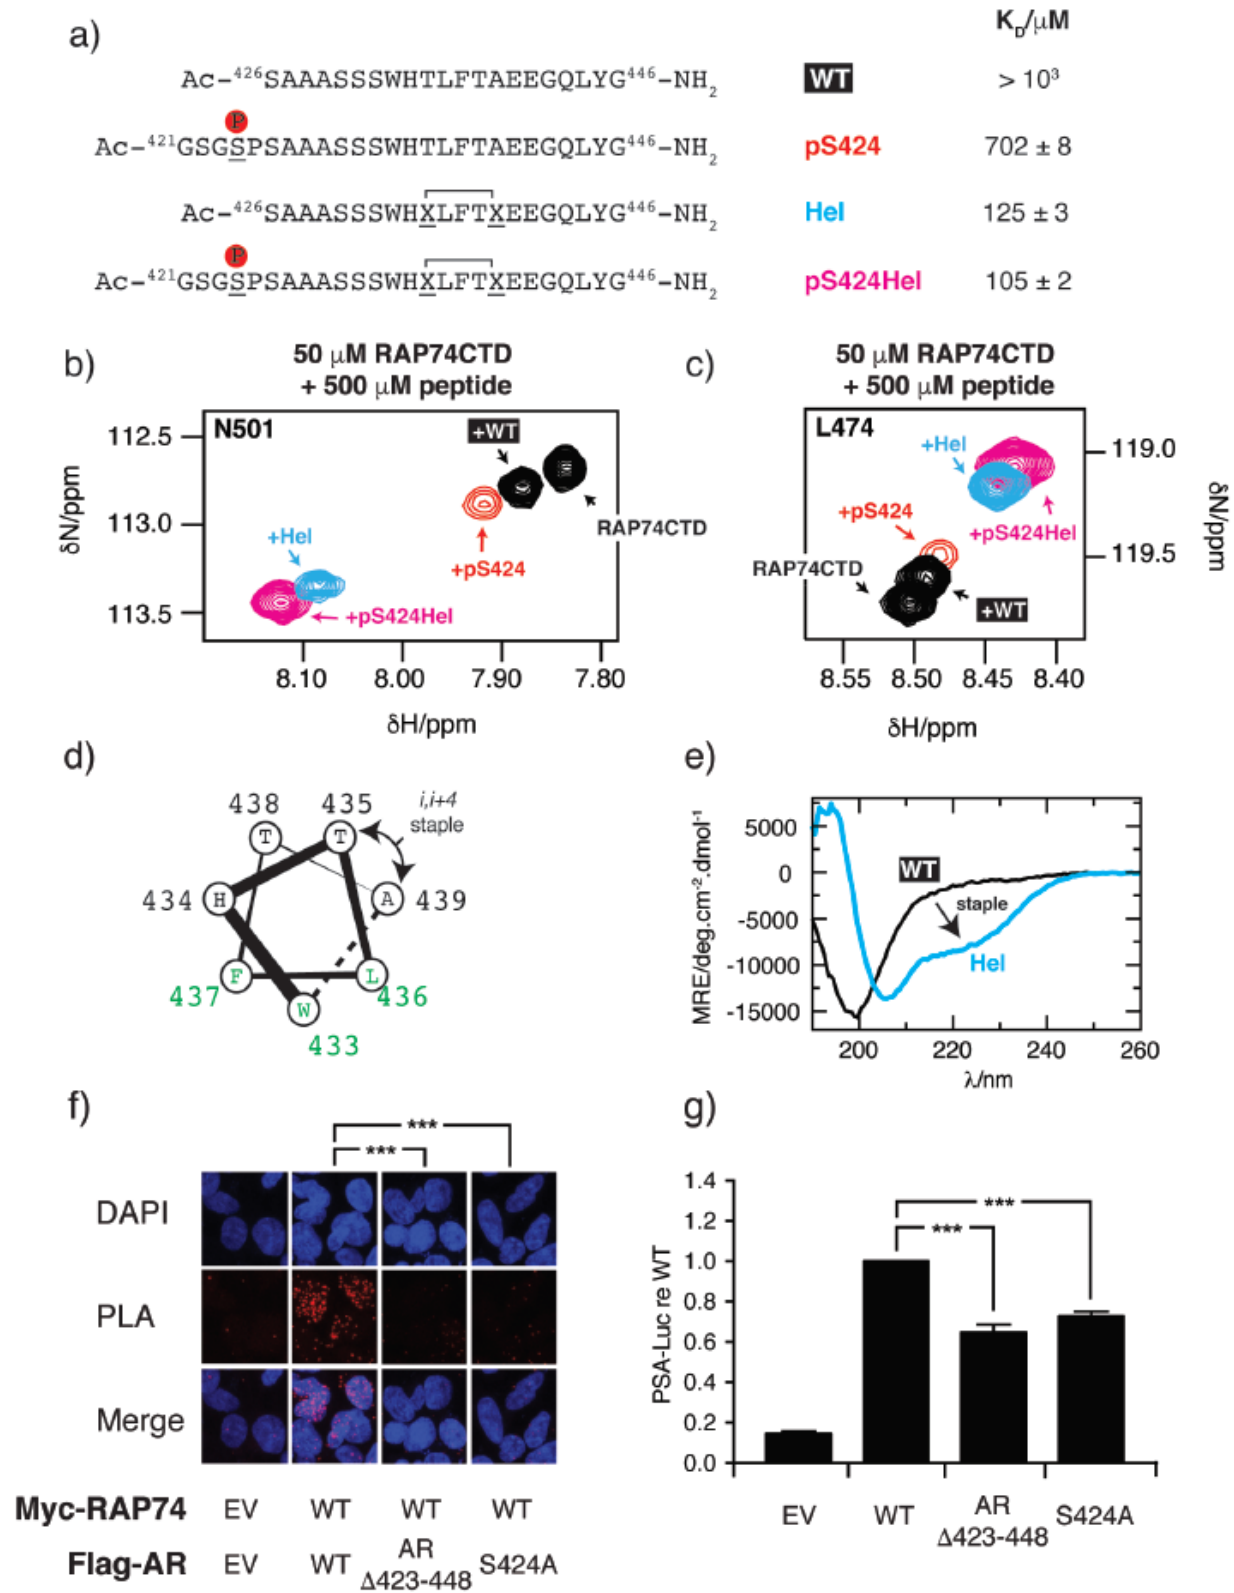 a)
K_D/μM
Ac-⁴²⁶SAAASSSWHTLFTAEEGQLYG⁴⁴⁶-NH₂ WT > 10³
P
Ac-⁴²¹GSGSPSAAASSSWHTLFTAEEGQLYG⁴⁴⁶-NH₂ pS424 702 ± 8
Ac-⁴²⁶SAAASSSWHXLFTXEEGQLYG⁴⁴⁶-NH₂ Hel 125 ± 3
P
Ac-⁴²¹GSGSPSAAASSSWHXLFTXEEGQLYG⁴⁴⁶-NH₂ pS424Hel 105 ± 2
b)
50 μM RAP74CTD
+ 500 μM peptide
N501
+WT
RAP74CTD
+pS424
+Hel
+pS424Hel
112.5
113.0
113.5
δN/ppm
8.10 8.00 7.90 7.80
δH/ppm
c)
50 μM RAP74CTD
+ 500 μM peptide
L474
+Hel
+pS424
+pS424Hel
RAP74CTD
+WT
119.0
119.5
δN/ppm
8.55 8.50 8.45 8.40
δH/ppm
d)
438 435
i,i+4
staple
T T
434 H A 439
F L
437 436
W
433
e)
5000
0
-5000
-10000
-15000
MRE/deg.cm⁻².dmol⁻¹
WT
staple
Hel
200 220 240 260
λ/nm
f)
***
***
DAPI
PLA
Merge
Myc-RAP74 EV WT WT WT
Flag-AR EV WT AR Δ423-448 S424A
g)
1.4
1.2
1.0
0.8
0.6
0.4
0.2
0.0
PSA-Luc re WT
***
***
EV WT AR Δ423-448 S424A